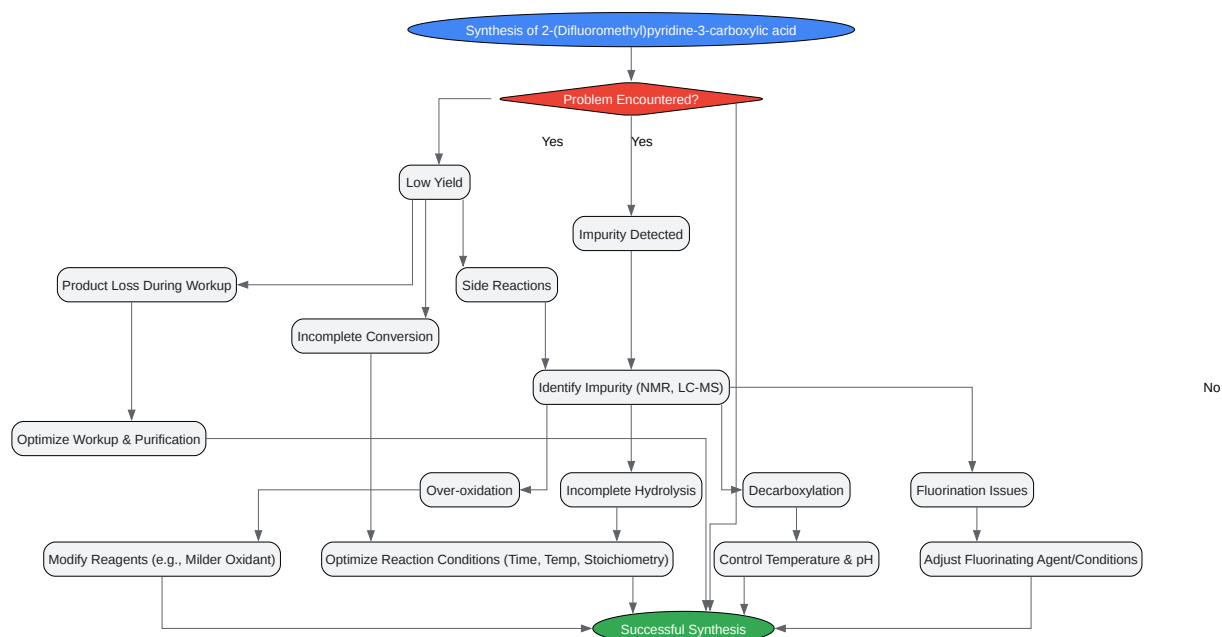 Synthesis of 2-(Difluoromethyl)pyridine-3-carboxylic acid
Problem Encountered?
Yes
Yes
Low Yield
Impurity Detected
Product Loss During Workup
Side Reactions
Incomplete Conversion
Identify Impurity (NMR, LC-MS)
No
Optimize Workup & Purification
Over-oxidation
Incomplete Hydrolysis
Decarboxylation
Fluorination Issues
Modify Reagents (e.g., Milder Oxidant)
Optimize Reaction Conditions (Time, Temp, Stoichiometry)
Control Temperature & pH
Adjust Fluorinating Agent/Conditions
Successful Synthesis